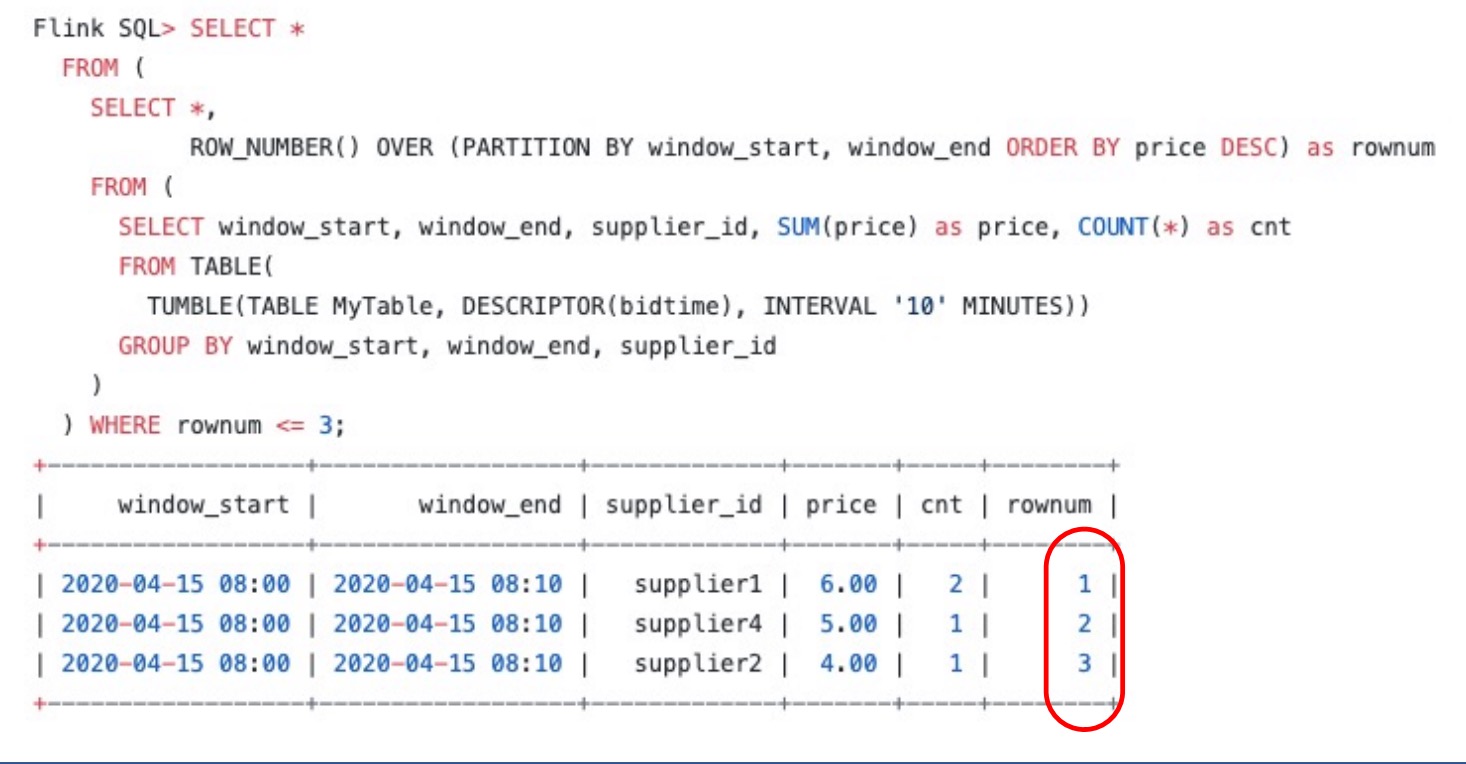 Flink SQL> SELECT *
FROM (
SELECT *,
ROW_NUMBER() OVER (PARTITION BY window_start, window_end ORDER BY price DESC) as rownum
FROM (
SELECT window_start, window_end, supplier_id, SUM(price) as price, COUNT(*) as cnt
FROM TABLE(
TUMBLE(TABLE MyTable, DESCRIPTOR(bidtime), INTERVAL '10' MINUTES))
GROUP BY window_start, window_end, supplier_id
)
) WHERE rownum <= 3;
+------------------+------------------+-------------+-------+-----+--------+
| window_start | window_end | supplier_id | price | cnt | rownum |
+------------------+------------------+-------------+-------+-----+--------+
| 2020-04-15 08:00 | 2020-04-15 08:10 | supplier1 | 6.00 | 2 | 1 |
| 2020-04-15 08:00 | 2020-04-15 08:10 | supplier4 | 5.00 | 1 | 2 |
| 2020-04-15 08:00 | 2020-04-15 08:10 | supplier2 | 4.00 | 1 | 3 |
+------------------+------------------+-------------+-------+-----+--------+